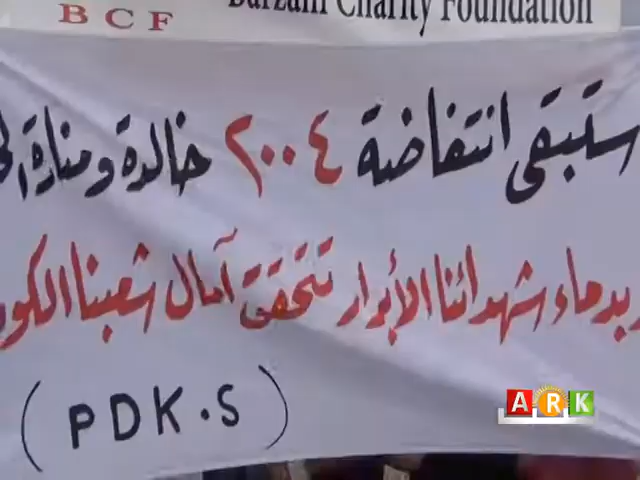 BCF Barzani Charity Foundation
ستبقى انتفاضة ٢٠٠٤ خالدة ومنارة
بدماء شهدائنا الأبرار تتحقق آمال شعبنا
(PDK.S)
ARK